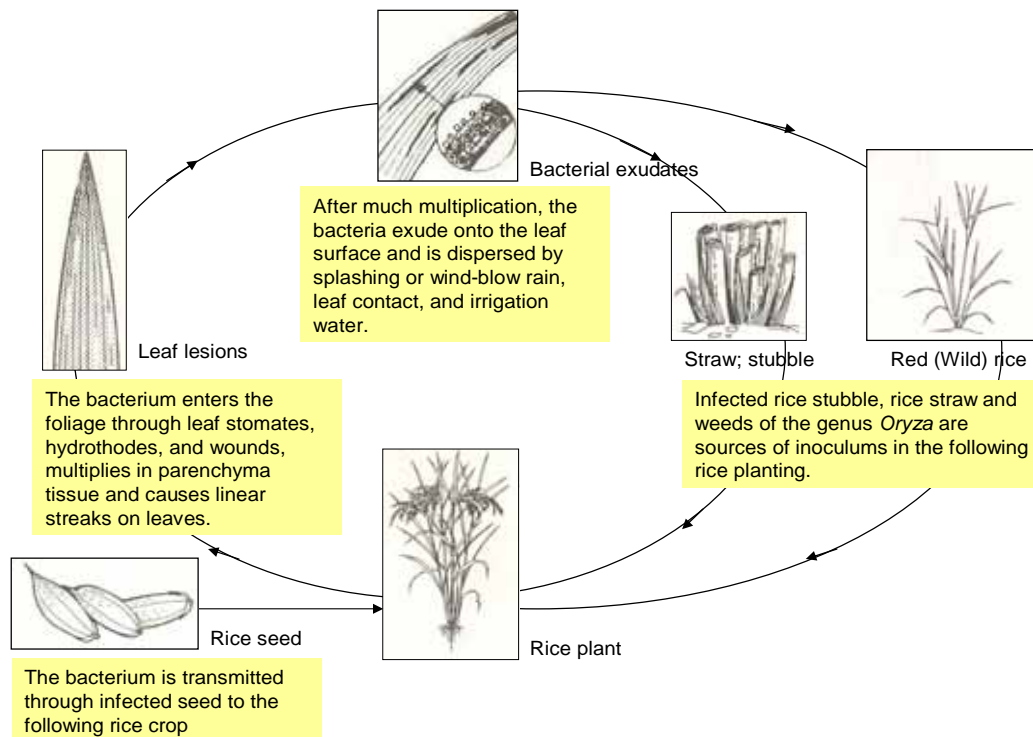 Bacterial exudates
After much multiplication, the
bacteria exude onto the leaf
surface and is dispersed by
splashing or wind-blow rain,
leaf contact, and irrigation
water.
Leaf lesions
The bacterium enters the
foliage through leaf stomates,
hydrothodes, and wounds,
multiplies in parenchyma
tissue and causes linear
streaks on leaves.
Straw; stubble
Red (Wild) rice
Infected rice stubble, rice straw and
weeds of the genus Oryza are
sources of inoculums in the following
rice planting.
Rice seed
Rice plant
The bacterium is transmitted
through infected seed to the
following rice crop